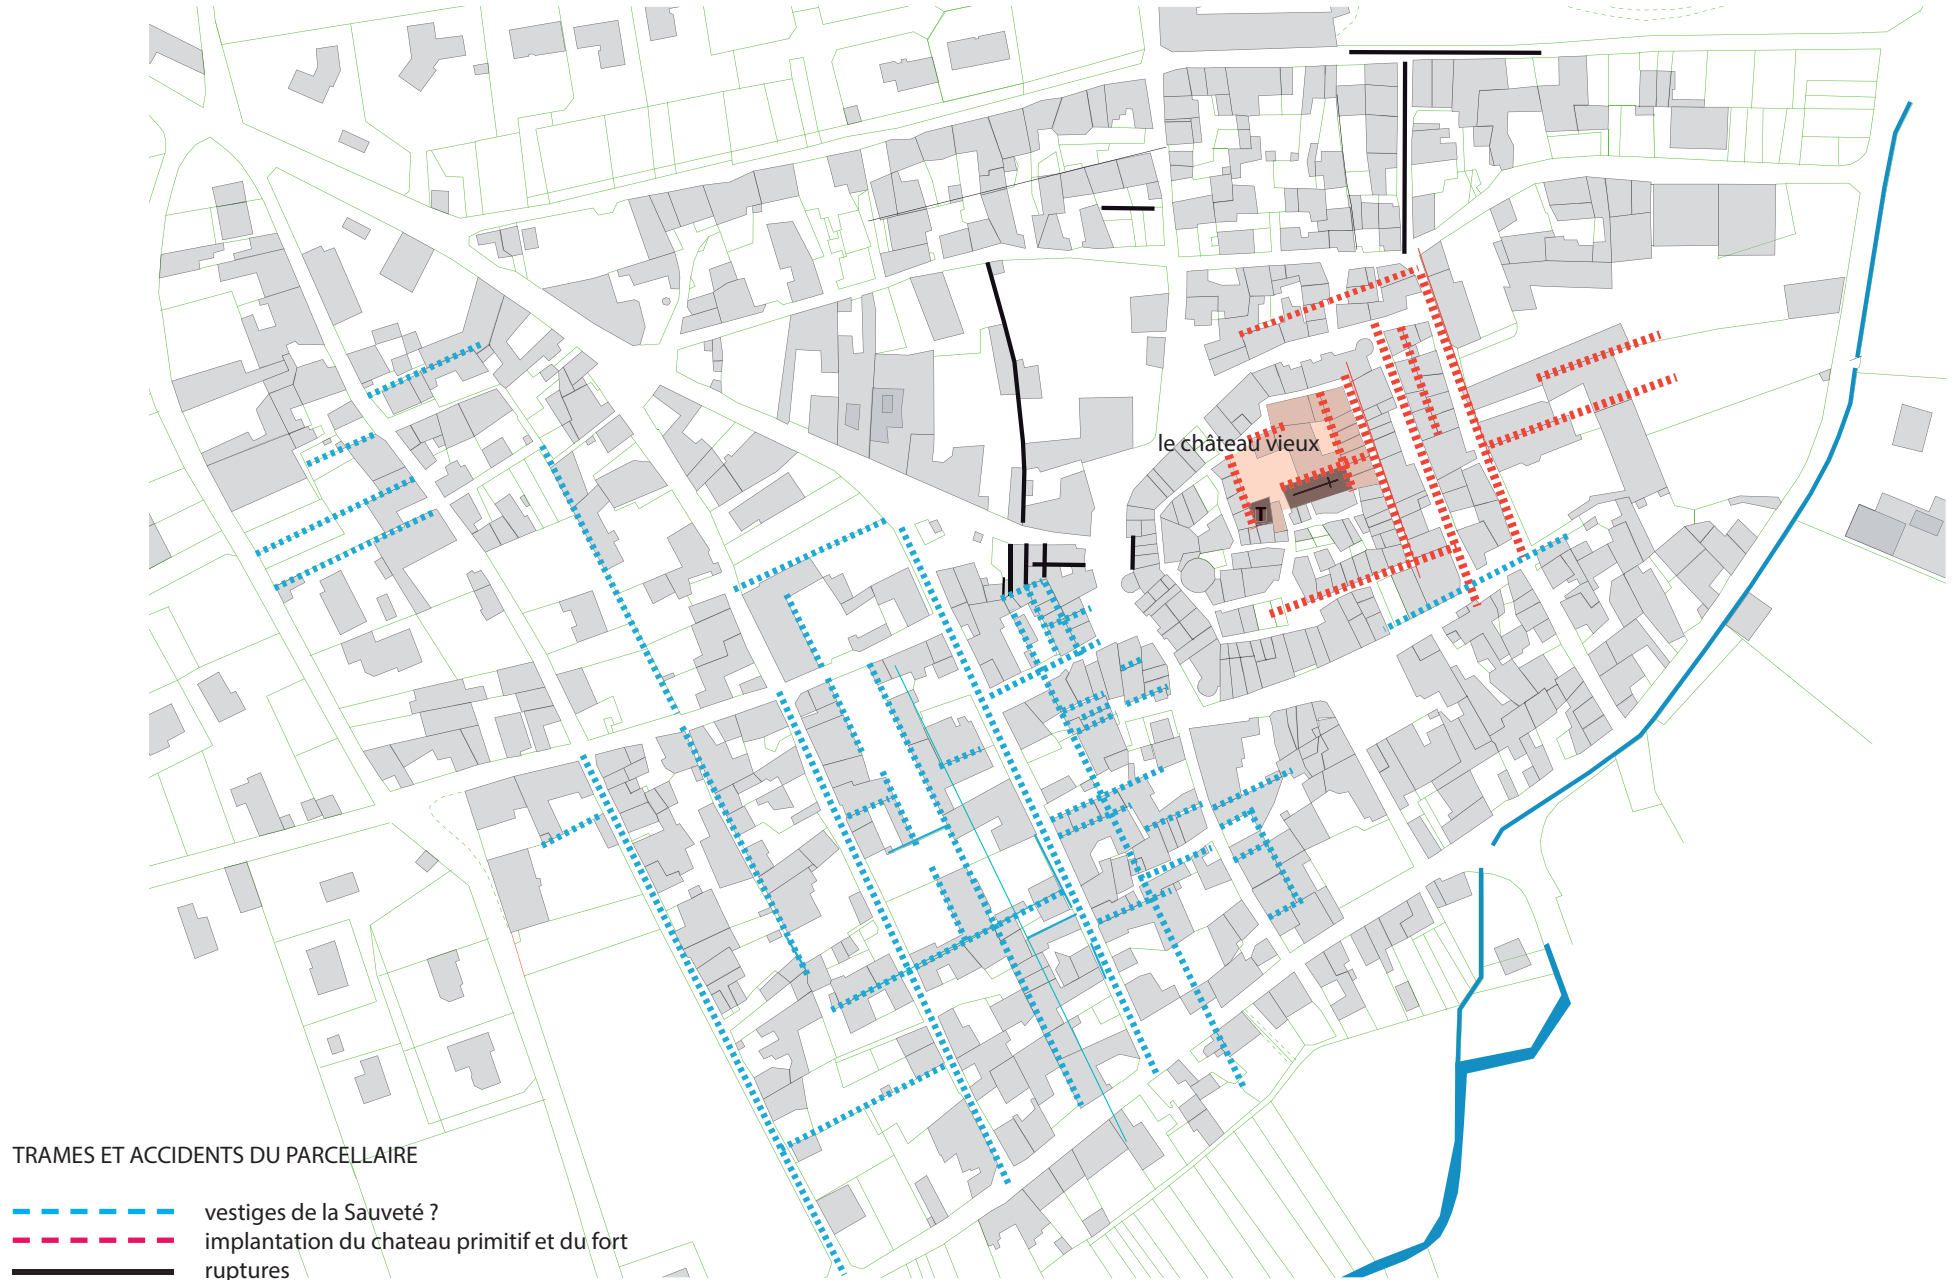 le château vieux
T
TRAMES ET ACCIDENTS DU PARCELLAIRE
vestiges de la Sauveté ?
implantation du chateau primitif et du fort
ruptures